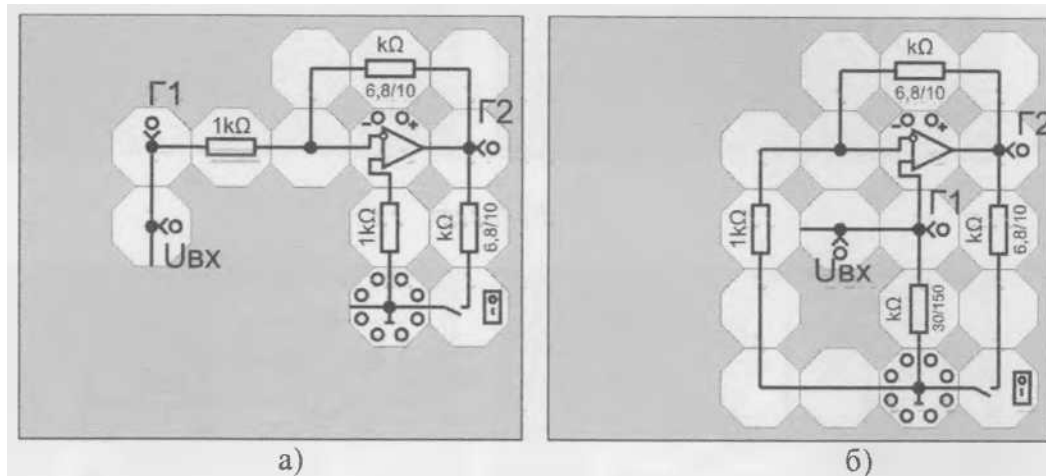 kΩ
6,8/10
Г1
1kΩ
- +
Г2
1kΩ
kΩ
6,8/10
Uвх
а)
kΩ
6,8/10
- +
Г2
1kΩ
Г1
kΩ
6,8/10
Uвх
kΩ
30/150
б)